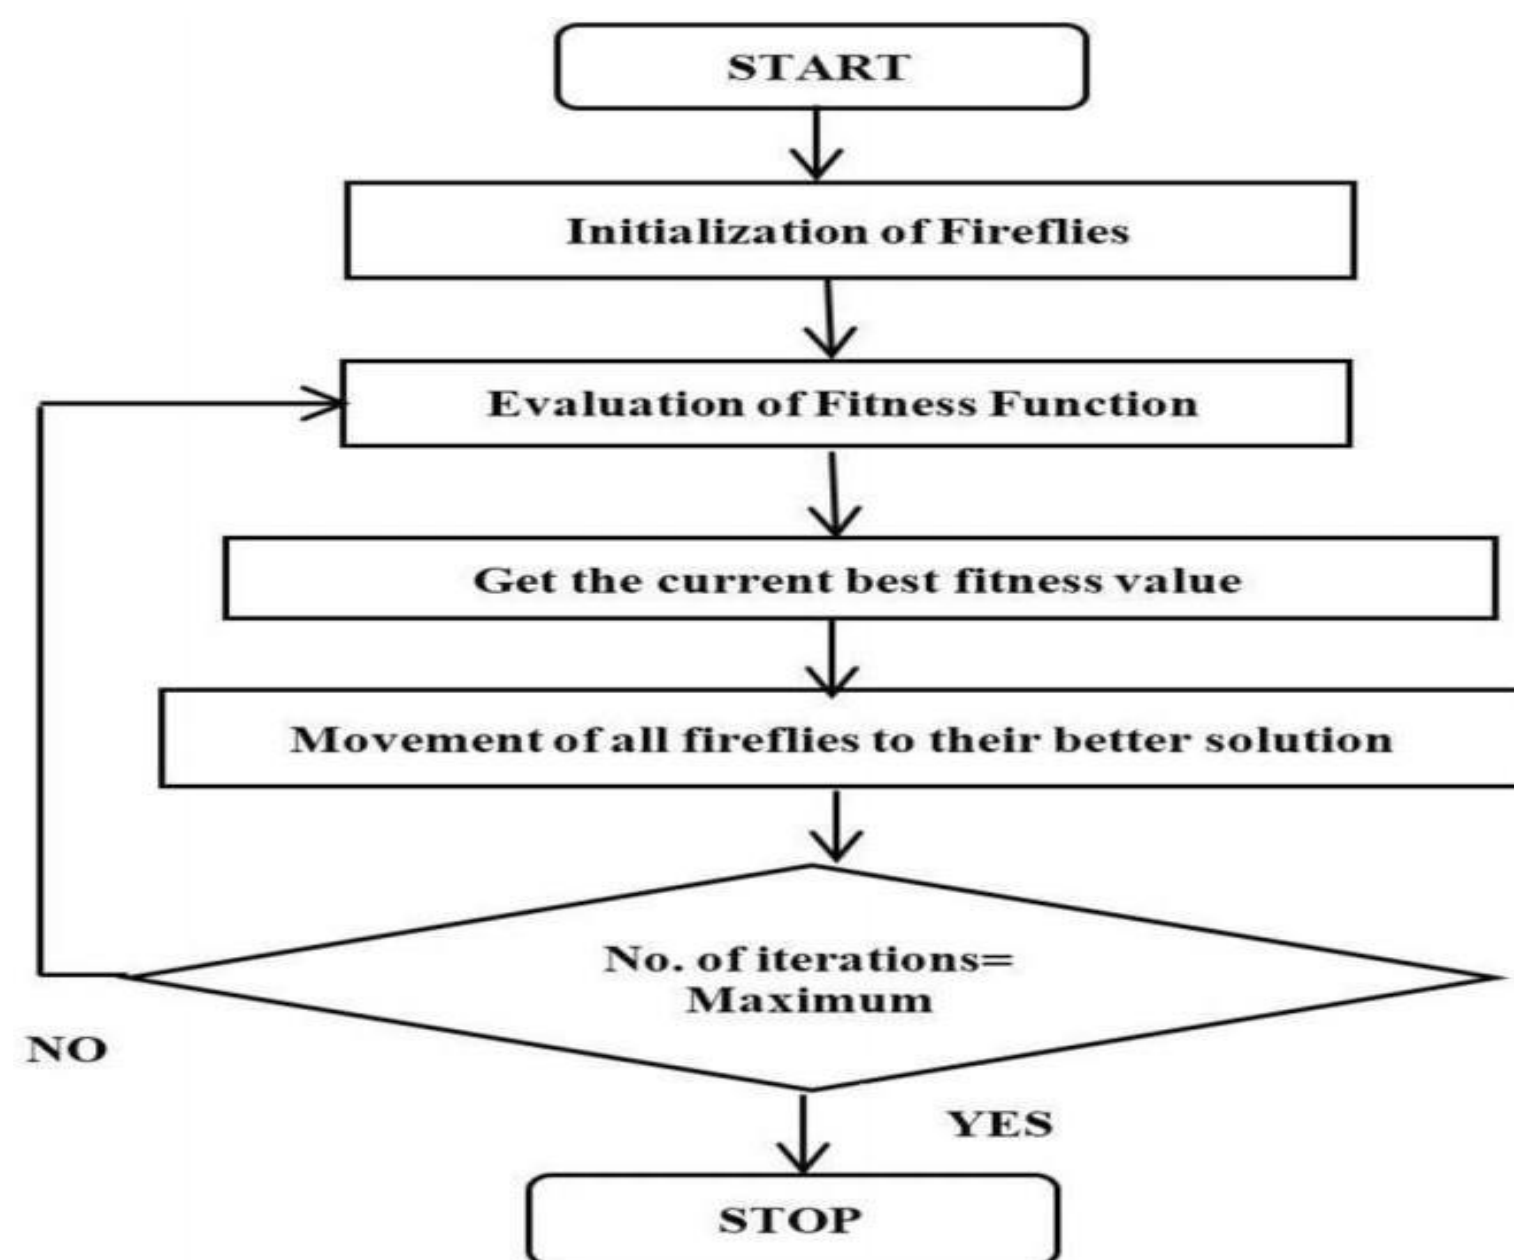 START
Initialization of Fireflies
Evaluation of Fitness Function
Get the current best fitness value
Movement of all fireflies to their better solution
No. of iterations=
Maximum
NO
YES
STOP